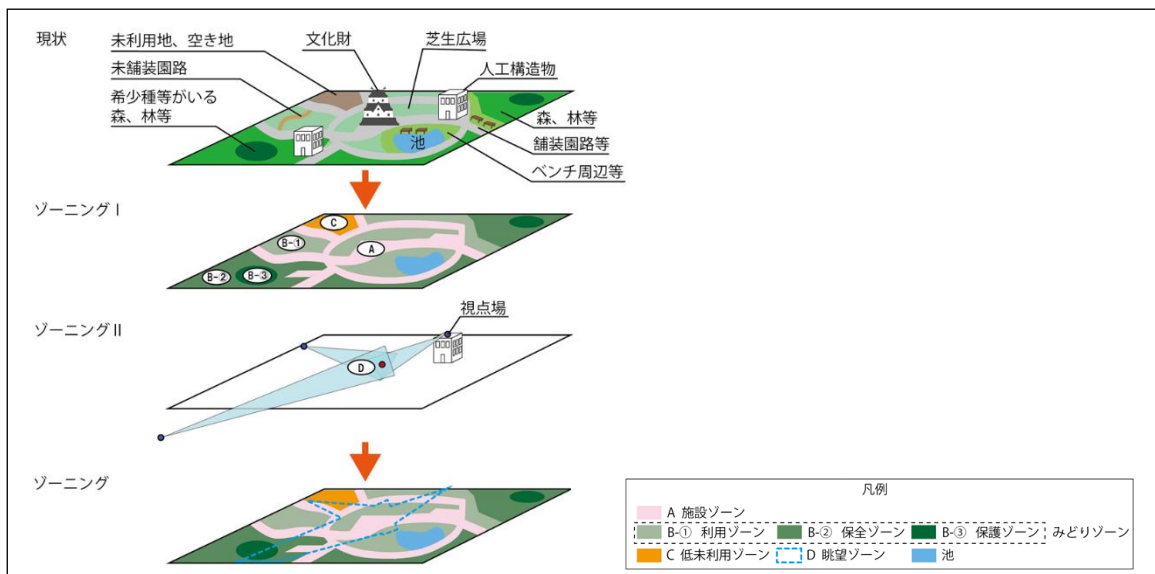 現状
未利用地、空き地
文化財
芝生広場
未舗装園路
人工構造物
希少種等がいる
森、林等
森、林等
池
舗装園路等
ベンチ周辺等
ゾーニングⅠ
C
B-①
A
B-②
B-③
ゾーニングⅡ
視点場
D
ゾーニング
凡例
A 施設ゾーン
B-① 利用ゾーン B-② 保全ゾーン B-③ 保護ゾーン みどりゾーン
C 低未利用ゾーン D 眺望ゾーン 池